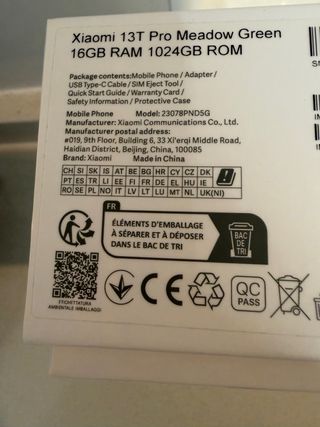 Xiaomi 13T Pro Meadow Green
16GB RAM 1024GB ROM
Package contents:Mobile Phone / Adapter /
USB Type-C Cable / SIM Eject Tool /
Quick Start Guide / Warranty Card /
Safety Information / Protective Case
Mobile Phone Model: 23078PND5G
Manufacturer: Xiaomi Communications Co., Ltd.
#019, 9th Floor, Building 6, 33 Xi'erqi Middle Road,
Haidian District, Beijing, China, 100085
Brand: Xiaomi Made in China
CH SI SK IS AT BE BG HR CY CZ DK
PT ES TR LI EE FI FR DE EL HU IE
RO SE PL NO IT LV LT LU MT NL UK(NI)
FR
ÉLÉMENTS D'EMBALLAGE
À SÉPARER ET À DÉPOSER
DANS LE BAC DE TRI
BAC
DE
TRI
ETICHETTATURA
AMBIENTALE IMBALLAGGI
CE
QC
PASS